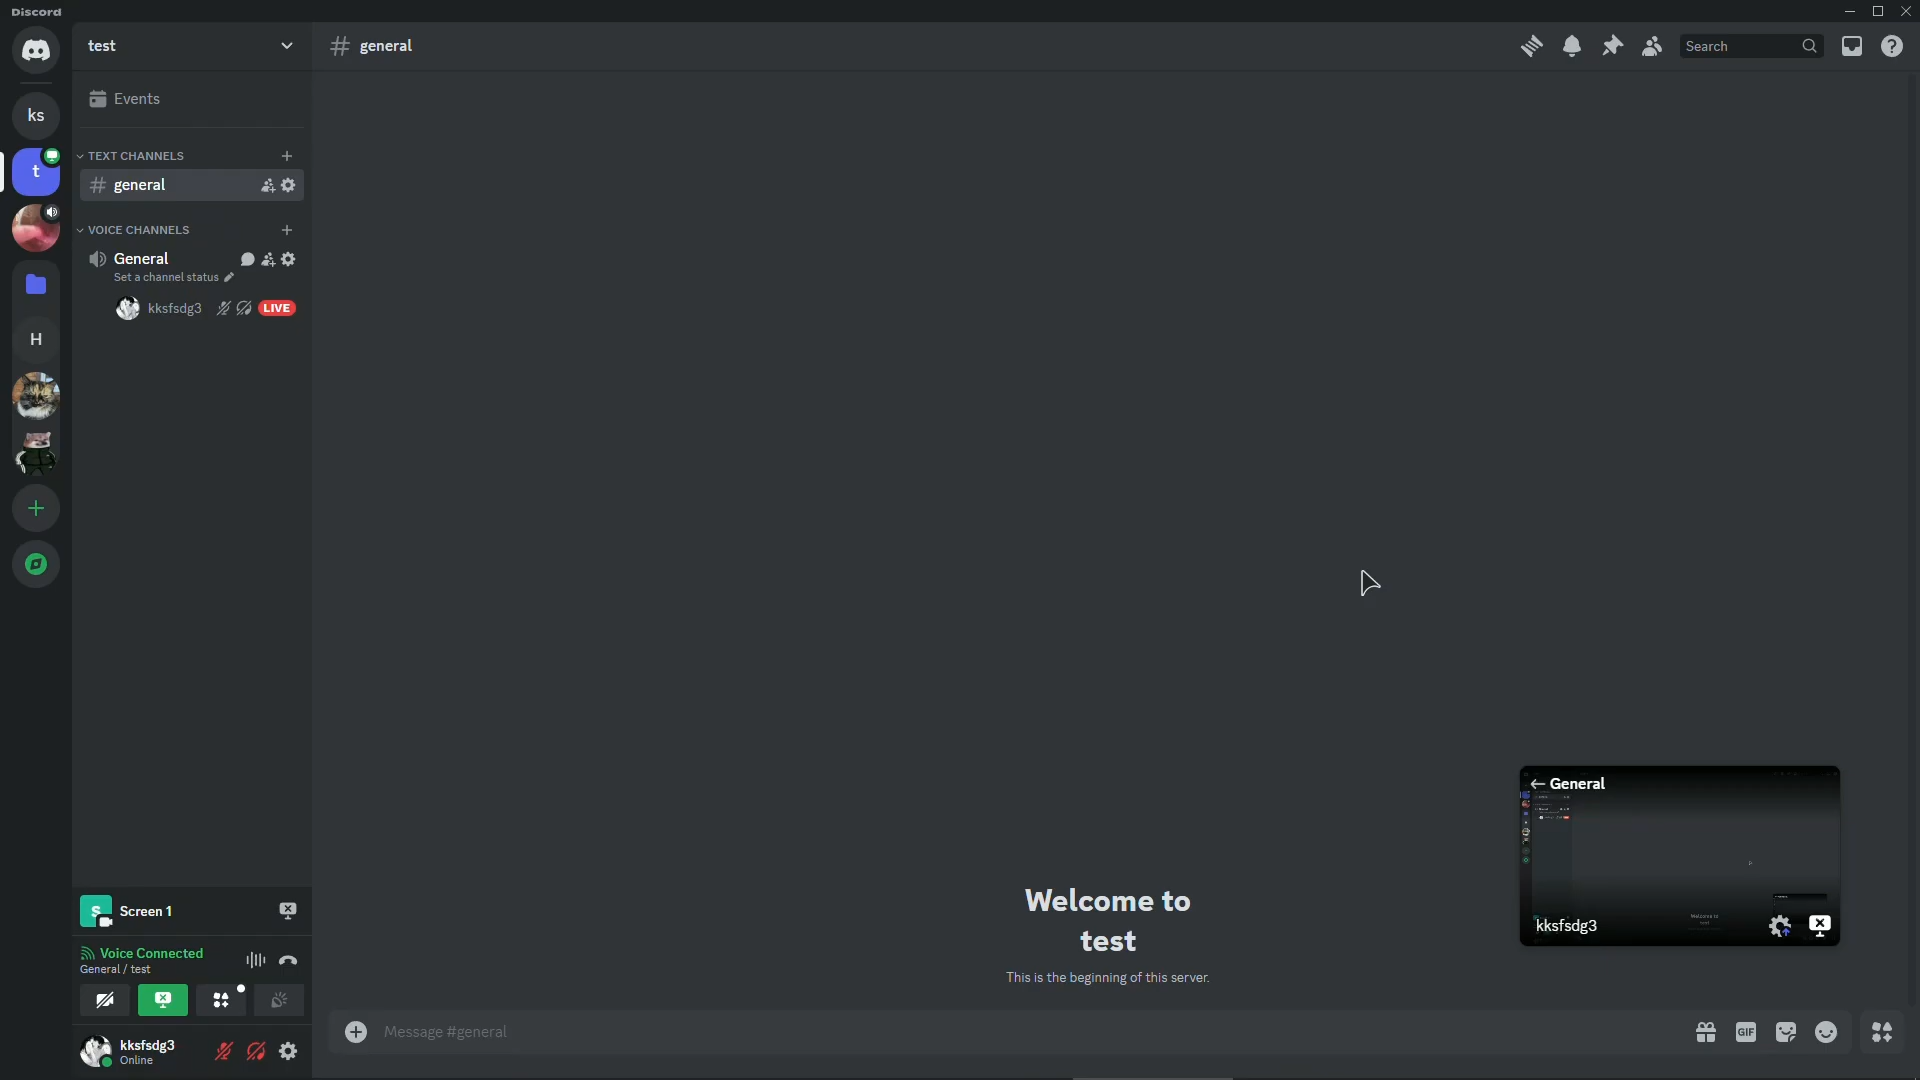 Discord
test
Events
TEXT CHANNELS
general
VOICE CHANNELS
General
Set a channel status
kksfsdg3
LIVE
ks
t
H
S
Screen 1
Voice Connected
General / test
kksfsdg3
Online
general
Search
Welcome to
test
This is the beginning of this server.
General
kksfsdg3
Message #general
GIF